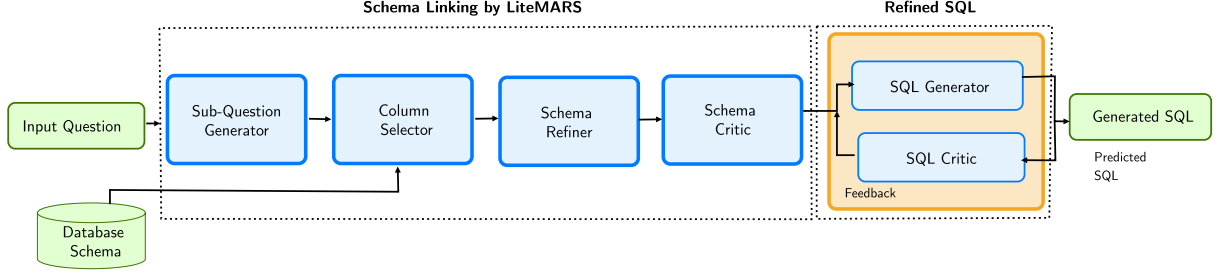 Schema Linking by LiteMARS
Refined SQL
Input Question
Sub-Question
Generator
Column
Selector
Schema
Refiner
Schema
Critic
SQL Generator
SQL Critic
Feedback
Generated SQL
Predicted
SQL
Database
Schema